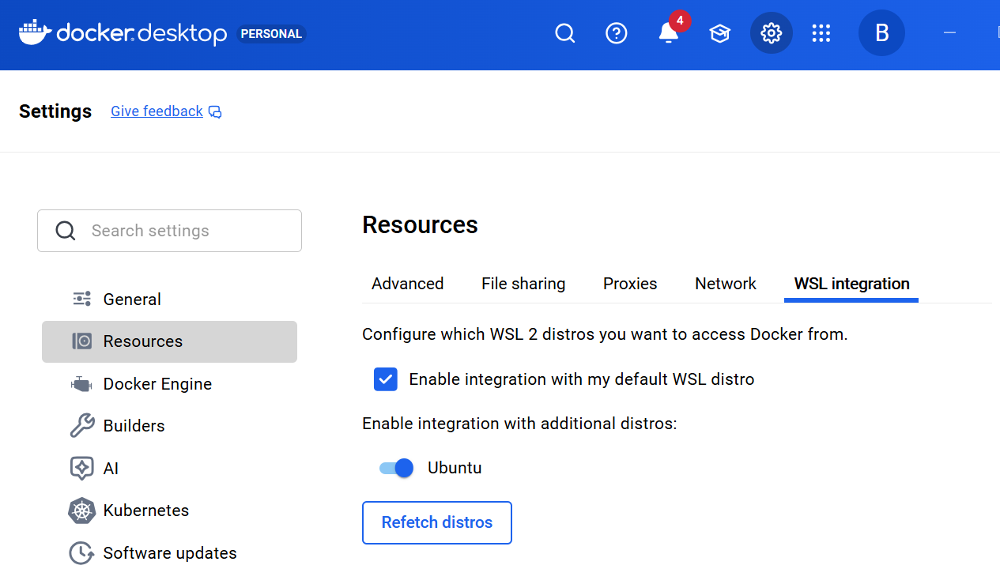 docker.desktop PERSONAL 4 B
Settings Give feedback
Search settings
General
Resources
Docker Engine
Builders
AI
Kubernetes
Software updates
Resources
Advanced File sharing Proxies Network WSL integration
Configure which WSL 2 distros you want to access Docker from.
Enable integration with my default WSL distro
Enable integration with additional distros:
Ubuntu
Refetch distros